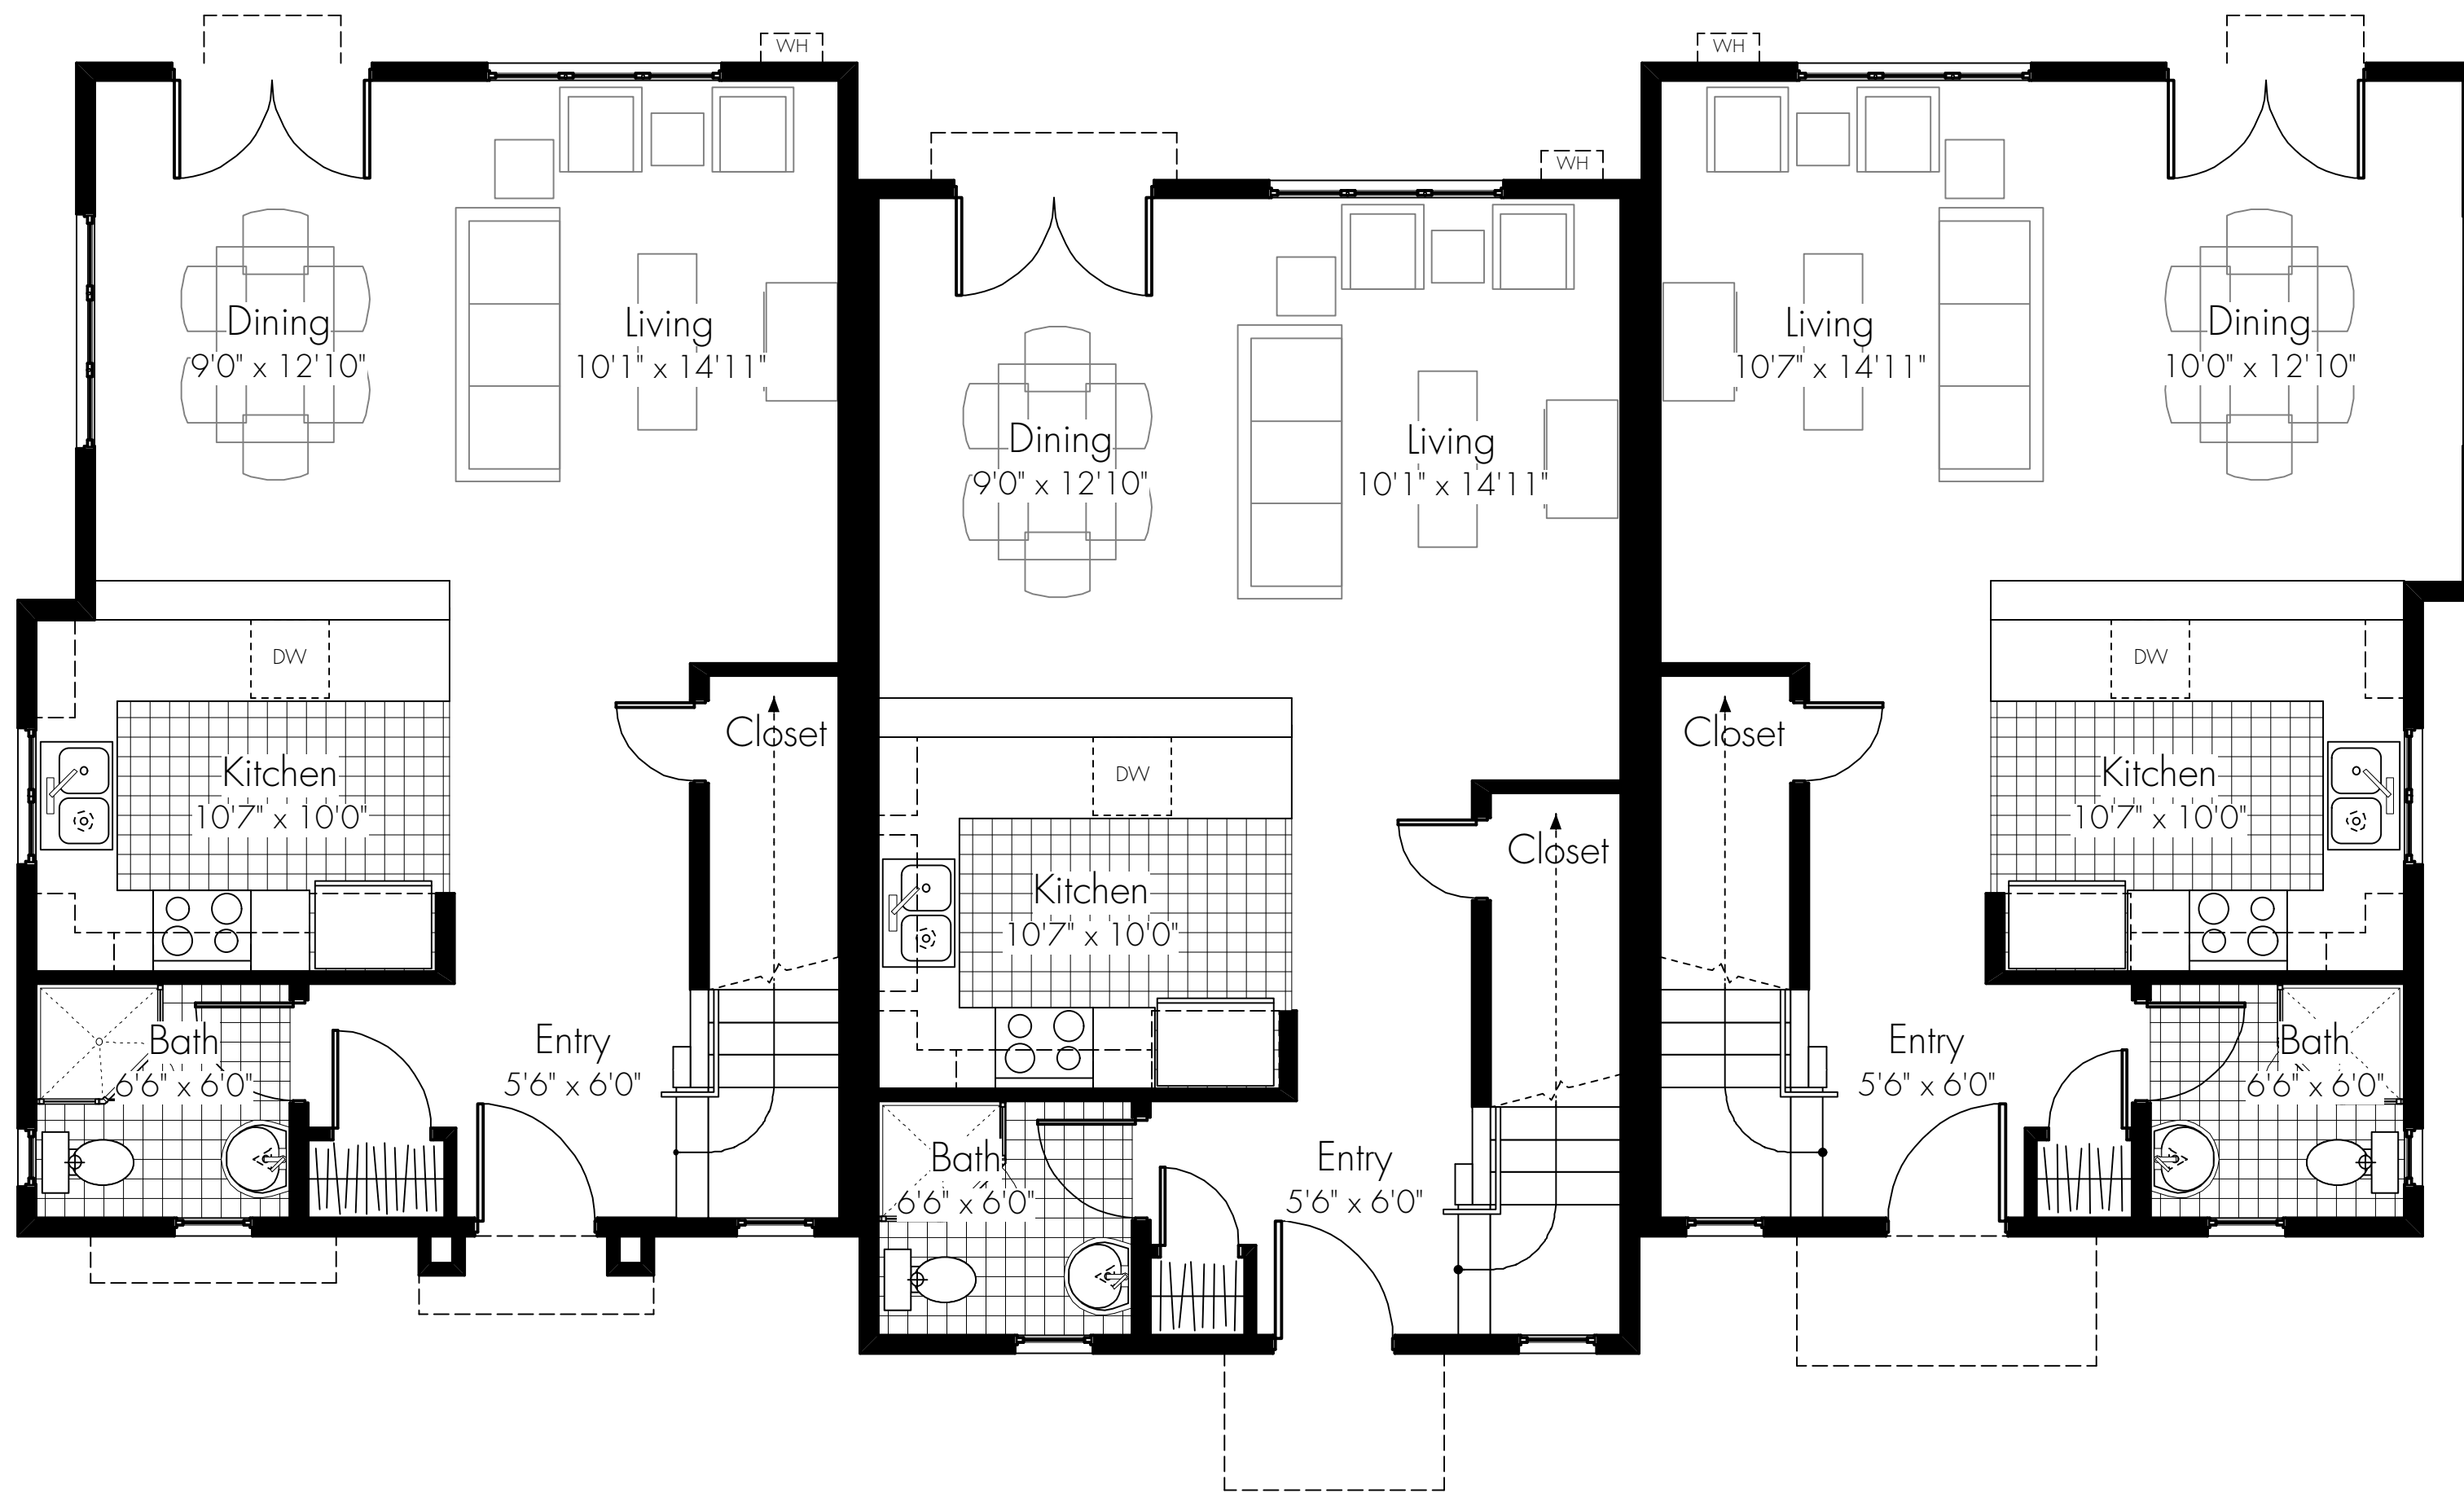 WH
WH
WH
Dining
9'0" x 12'10"
Living
10'1" x 14'11"
Dining
9'0" x 12'10"
Living
10'1" x 14'11"
Living
10'7" x 14'11"
Dining
10'0" x 12'10"
DW
Closet
Kitchen
10'7" x 10'0"
DW
Closet
Kitchen
10'7" x 10'0"
DW
Closet
Kitchen
10'7" x 10'0"
Bath
6'6" x 6'0"
Entry
5'6" x 6'0"
Bath
6'6" x 6'0"
Entry
5'6" x 6'0"
Entry
5'6" x 6'0"
Bath
6'6" x 6'0"